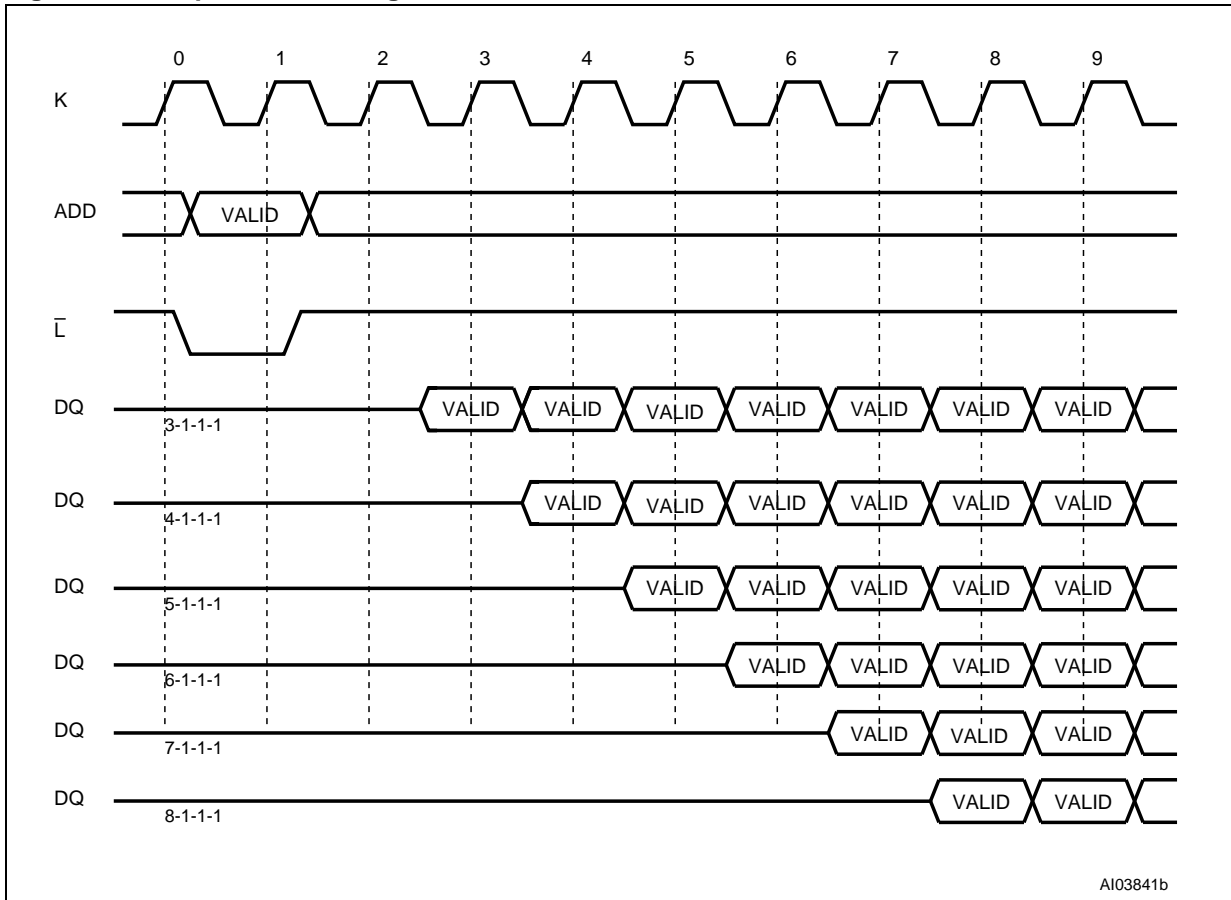 0 1 2 3 4 5 6 7 8 9
K
ADD VALID
L̅
DQ VALID VALID VALID VALID VALID VALID VALID
3-1-1-1
DQ VALID VALID VALID VALID VALID VALID
4-1-1-1
DQ VALID VALID VALID VALID VALID
5-1-1-1
DQ VALID VALID VALID VALID
6-1-1-1
DQ VALID VALID VALID
7-1-1-1
DQ VALID VALID
8-1-1-1
AI03841b